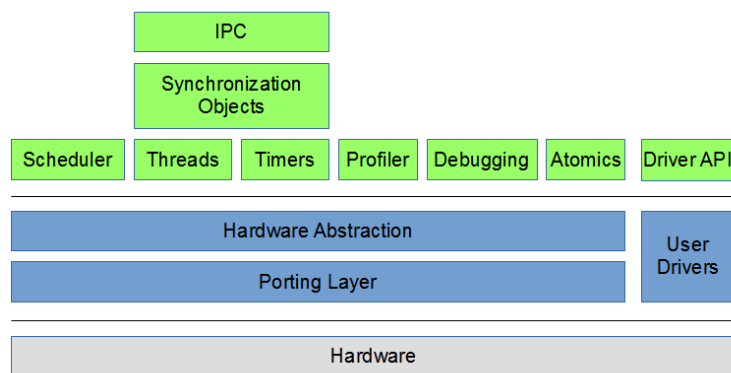 IPC
Synchronization
Objects
Scheduler
Threads
Timers
Profiler
Debugging
Atomics
Driver API
Hardware Abstraction
User
Drivers
Porting Layer
Hardware